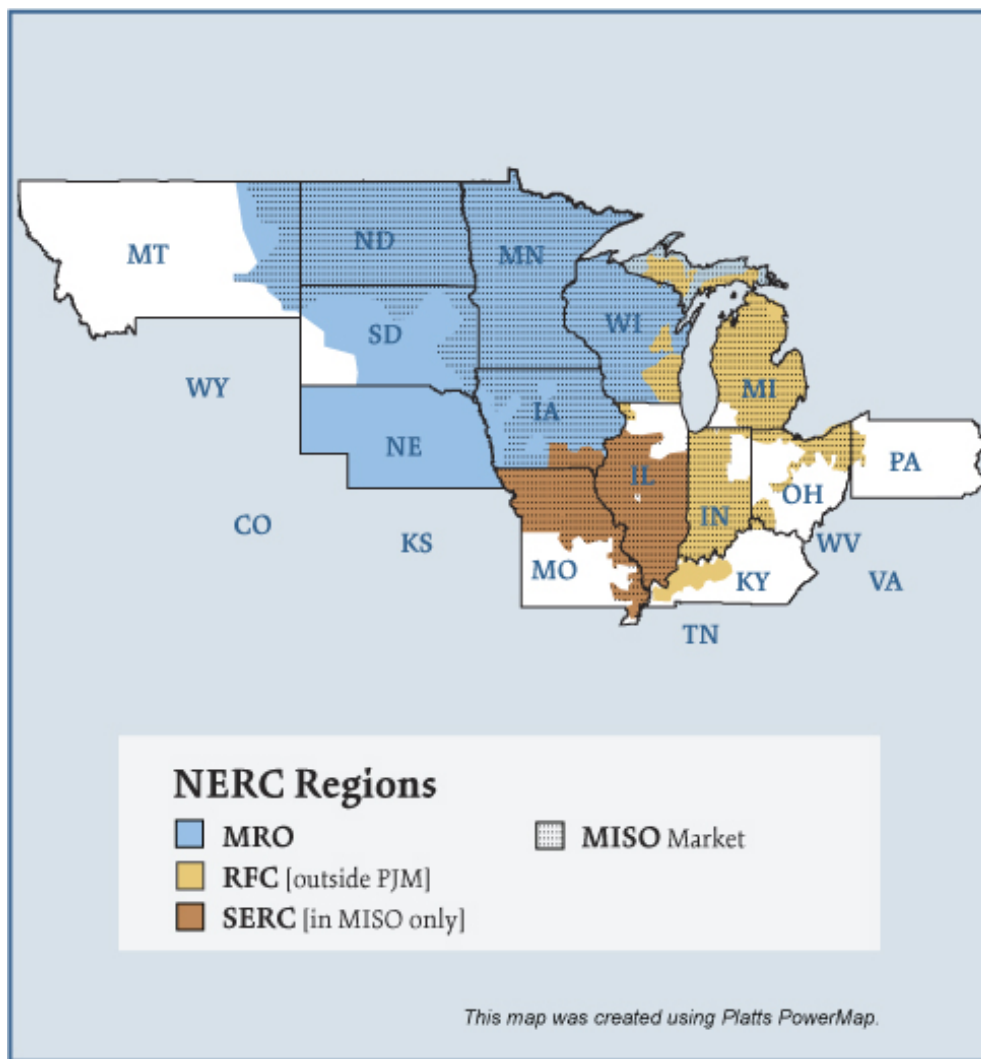 MT
ND
MN
SD
WI
WY
MI
IA
NE
PA
IL
OH
IN
CO
KS
WV
MO
KY
VA
TN
NERC Regions
MRO
MISO Market
RFC [outside PJM]
SERC [in MISO only]
This map was created using Platts PowerMap.